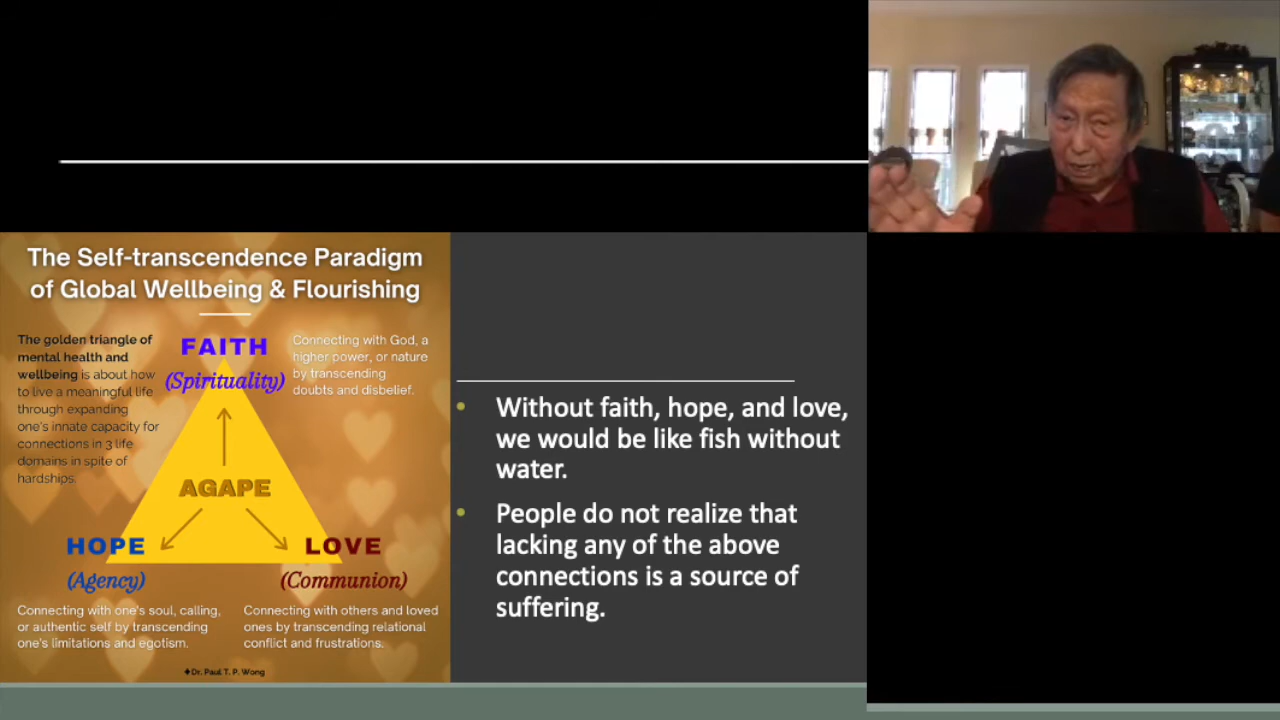 The Self-transcendence Paradigm
of Global Wellbeing & Flourishing
The golden triangle of
mental health and
wellbeing is about how
to live a meaningful life
through expanding
one's innate capacity for
connections in 3 life
domains in spite of
hardships.
FAITH
(Spirituality)
Connecting with God, a
higher power, or nature
by transcending
doubts and disbelief.
AGAPE
HOPE
(Agency)
Connecting with one's soul, calling,
or authentic self by transcending
one's limitations and egotism.
LOVE
(Communion)
Connecting with others and loved
ones by transcending relational
conflict and frustrations.
Dr. Paul T. P. Wong
• Without faith, hope, and love,
we would be like fish without
water.
• People do not realize that
lacking any of the above
connections is a source of
suffering.